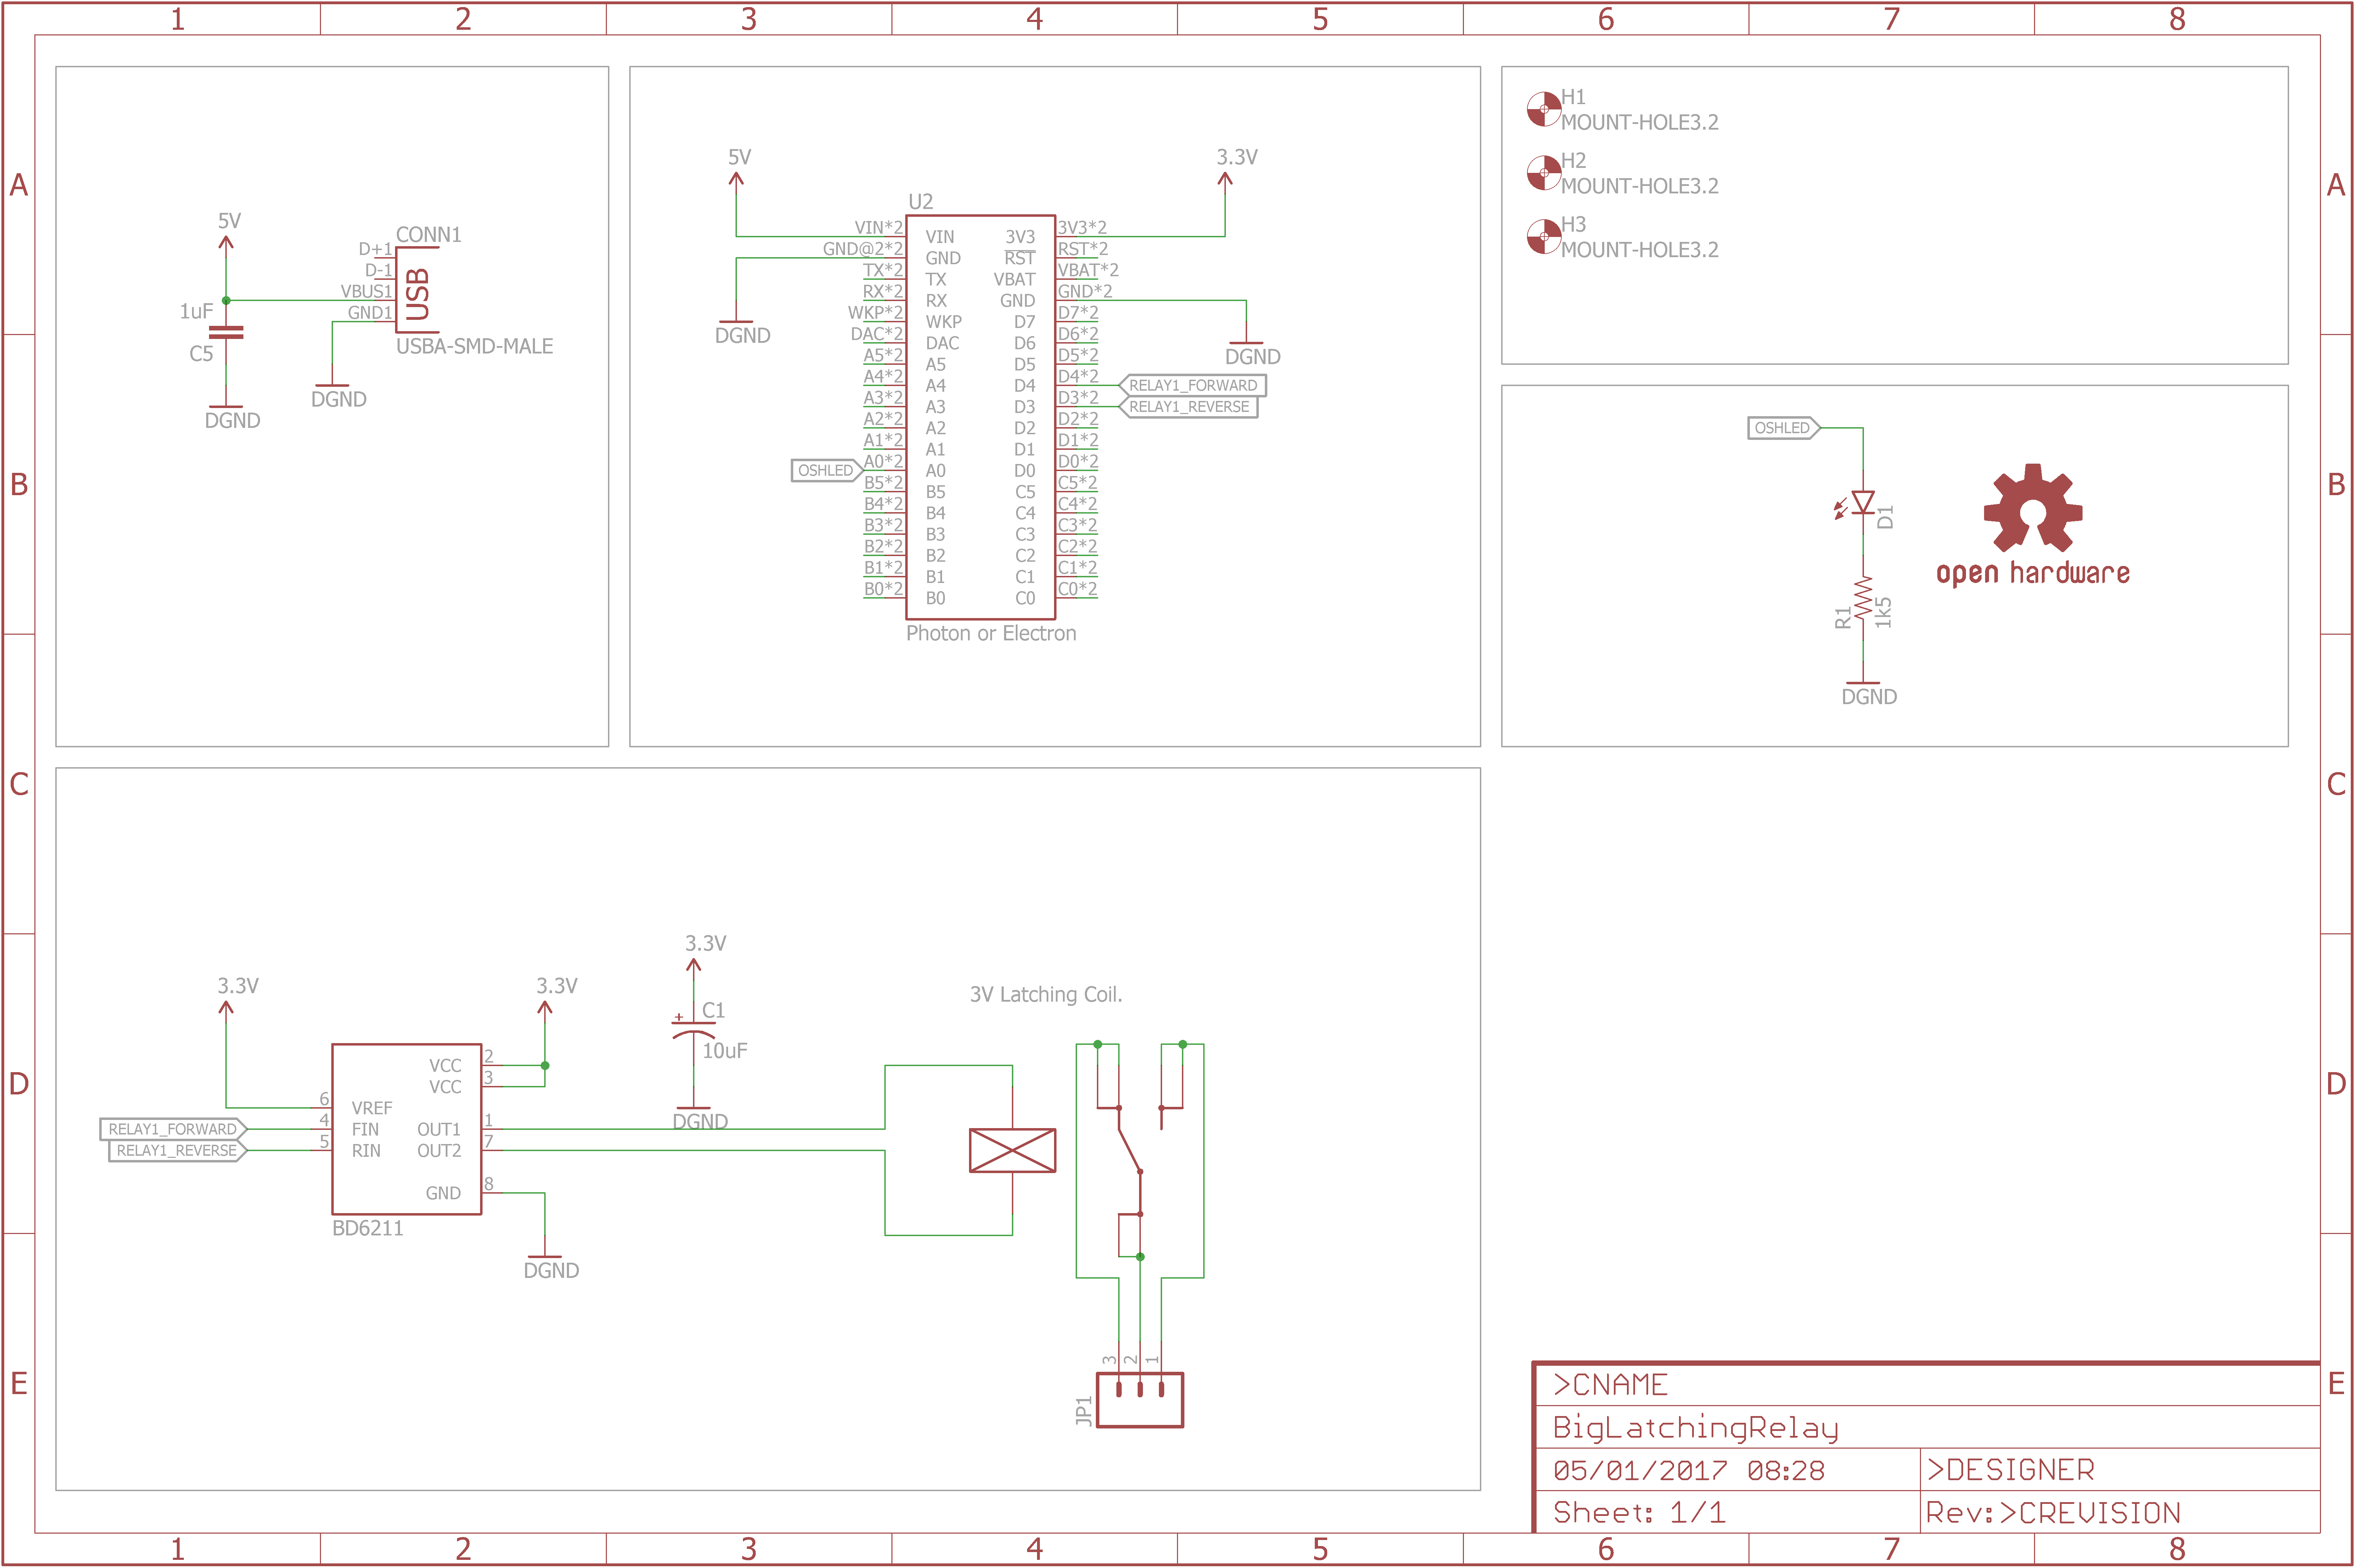 1 2 3 4 5 6 7 8
A
B
C
D
E
5V
1uF
C5
DGND
D+1
D-1
VBUS1
GND1
CONN1
USB
USBA-SMD-MALE
DGND
5V
DGND
3.3V
DGND
U2
VIN*2 VIN 3V3 3V3*2
GND@2*2 GND RST RST*2
TX*2 TX VBAT VBAT*2
RX*2 RX GND GND*2
WKP*2 WKP D7 D7*2
DAC*2 DAC D6 D6*2
A5*2 A5 D5 D5*2
A4*2 A4 D4 D4*2 RELAY1_FORWARD
A3*2 A3 D3 D3*2 RELAY1_REVERSE
A2*2 A2 D2 D2*2
A1*2 A1 D1 D1*2
OSHLED A0*2 A0 D0 D0*2
B5*2 B5 C5 C5*2
B4*2 B4 C4 C4*2
B3*2 B3 C3 C3*2
B2*2 B2 C2 C2*2
B1*2 B1 C1 C1*2
B0*2 B0 C0 C0*2
Photon or Electron
H1
MOUNT-HOLE3.2
H2
MOUNT-HOLE3.2
H3
MOUNT-HOLE3.2
OSHLED
D1
R1
1k5
DGND
open hardware
3.3V
3.3V
RELAY1_FORWARD
RELAY1_REVERSE
6 VREF
4 FIN
5 RIN
VCC 2
VCC 3
OUT1 1
OUT2 7
GND 8
BD6211
DGND
3.3V
C1
10uF
DGND
3V Latching Coil.
3 2 1
JP1
>CNAME
BigLatchingRelay
05/01/2017 08:28
>DESIGNER
Sheet: 1/1
Rev:>CREVISION
A
B
C
D
E
1 2 3 4 5 6 7 8